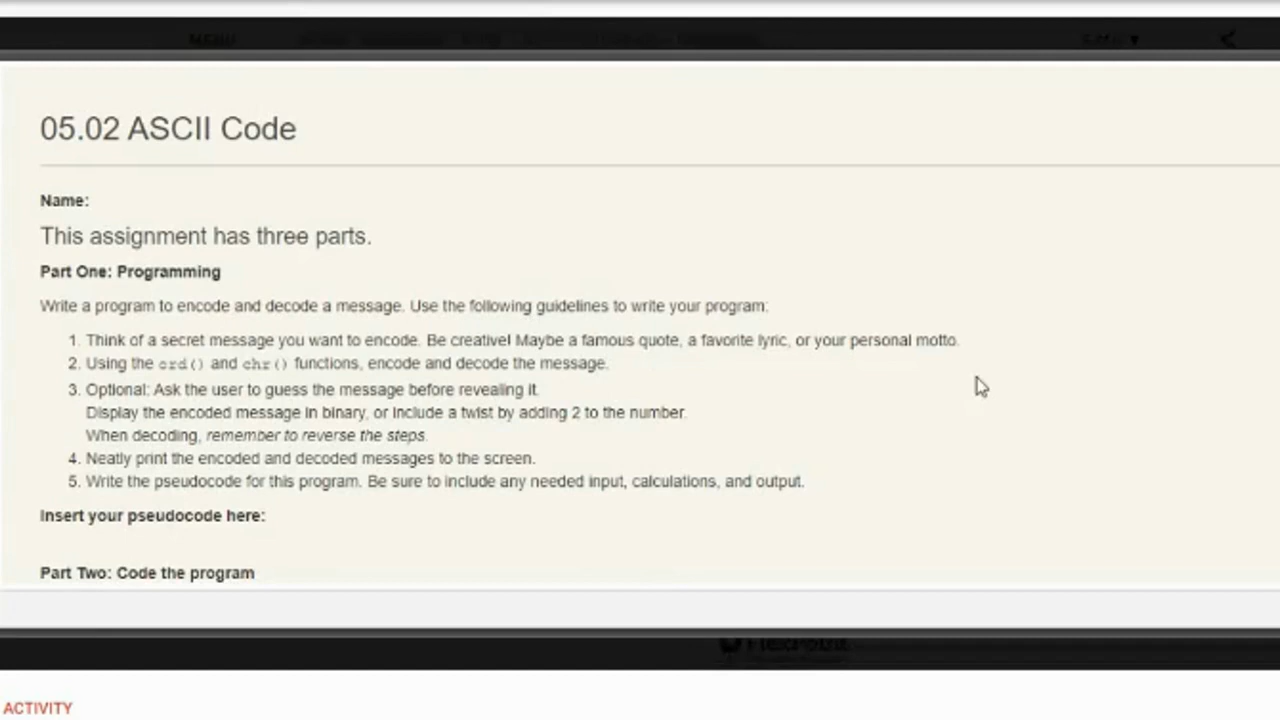 MENU
05.02 ASCII Code
Name:
This assignment has three parts.
Part One: Programming
Write a program to encode and decode a message. Use the following guidelines to write your program:
1. Think of a secret message you want to encode. Be creative! Maybe a famous quote, a favorite lyric, or your personal motto.
2. Using the ord() and chr() functions, encode and decode the message.
3. Optional: Ask the user to guess the message before revealing it.
Display the encoded message in binary, or include a twist by adding 2 to the number.
When decoding, remember to reverse the steps.
4. Neatly print the encoded and decoded messages to the screen.
5. Write the pseudocode for this program. Be sure to include any needed input, calculations, and output.
Insert your pseudocode here:
Part Two: Code the program
ACTIVITY